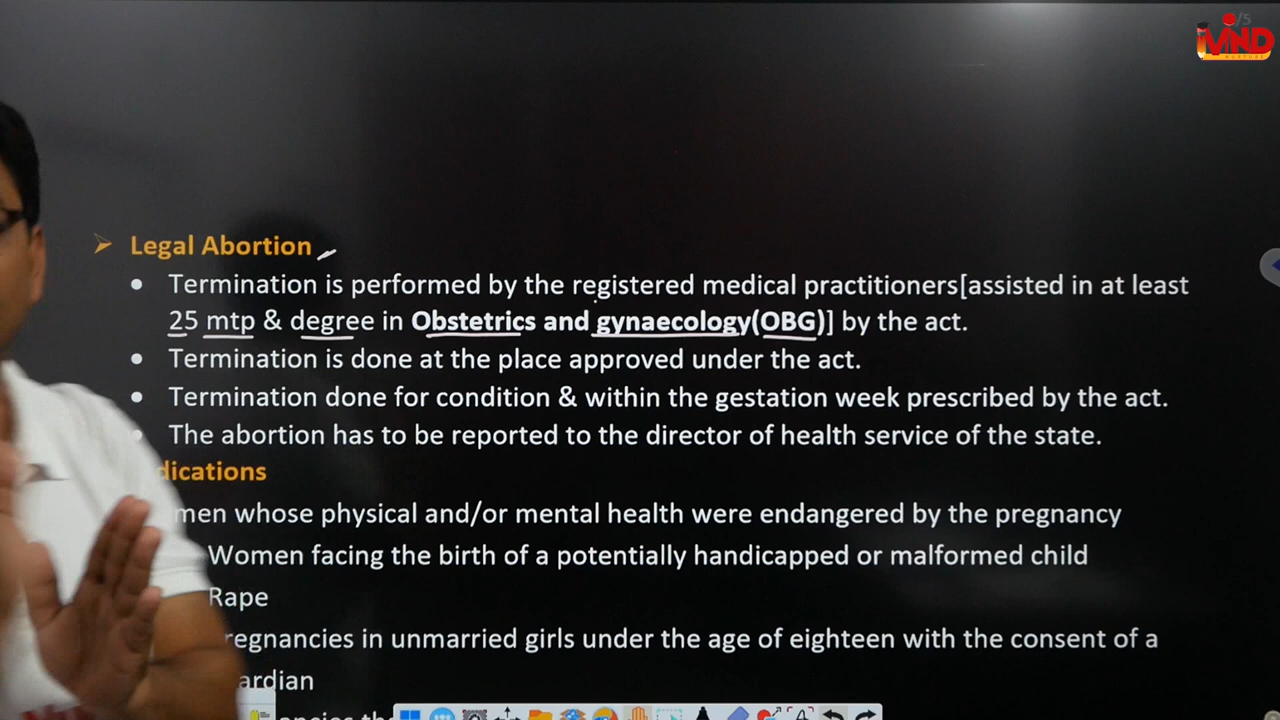 /5
iMIND
Legal Abortion
Termination is performed by the registered medical practitioners[assisted in at least
25 mtp & degree in Obstetrics and gynaecology(OBG)] by the act.
Termination is done at the place approved under the act.
Termination done for condition & within the gestation week prescribed by the act.
The abortion has to be reported to the director of health service of the state.
dications
men whose physical and/or mental health were endangered by the pregnancy
Women facing the birth of a potentially handicapped or malformed child
Rape
regnancies in unmarried girls under the age of eighteen with the consent of a
ardian